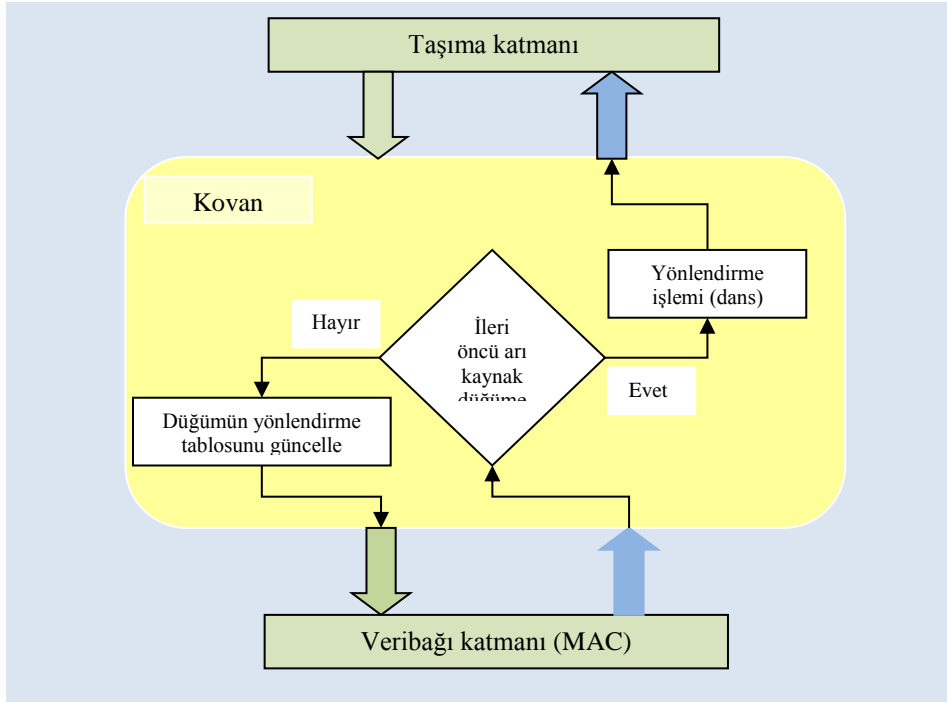 Taşıma katmanı
Kovan
Yönlendirme
işlemi (dans)
Hayır
İleri
öncü arı
kaynak
düğüme
Evet
Düğümün yönlendirme
tablosunu güncelle
Veribağı katmanı (MAC)